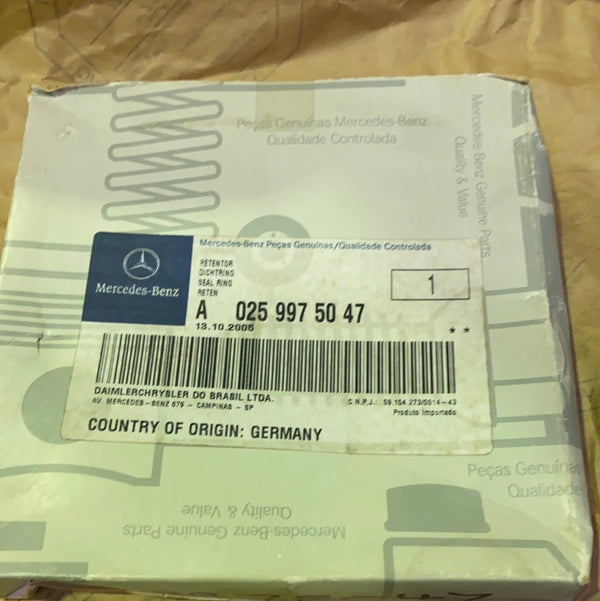 Peças Genuínas Mercedes-Benz
Qualidade Controlada
Mercedes-Benz Genuine Parts
Quality & Value
Mercedes-Benz
Mercedes-Benz Peças Genuínas/Qualidade Controlada
RETENTOR
DICHTRING
SEAL RING
RETEN
1
A 025 997 50 47
13.10.2005
* *
DAIMLERCHRYSLER DO BRASIL LTDA.
AV. MERCEDES-BENZ 679 - CAMPINAS - SP
C.N.P.J.: 59.104.273/0014-43
Produto Importado
COUNTRY OF ORIGIN: GERMANY
Peças Genuína
Qualidade
Mercedes-Benz Genuine Parts
Quality & Value